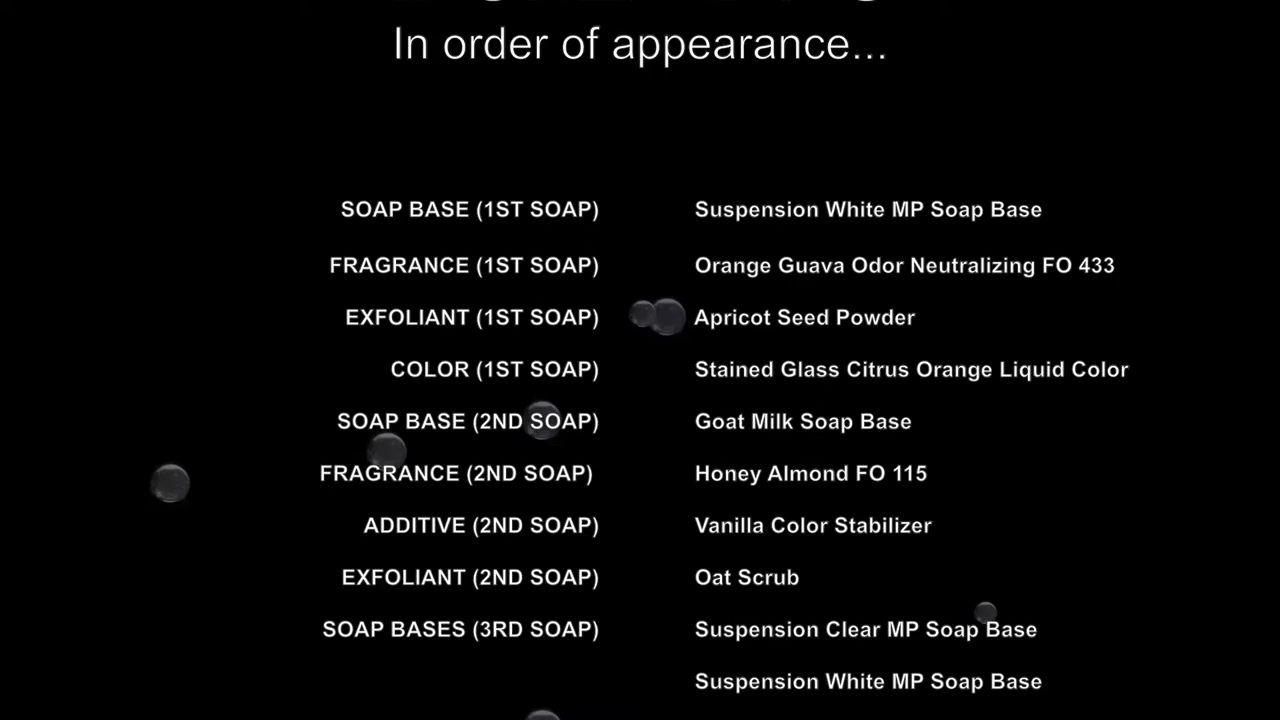 In order of appearance...
SOAP BASE (1ST SOAP) Suspension White MP Soap Base
FRAGRANCE (1ST SOAP) Orange Guava Odor Neutralizing FO 433
EXFOLIANT (1ST SOAP) Apricot Seed Powder
COLOR (1ST SOAP) Stained Glass Citrus Orange Liquid Color
SOAP BASE (2ND SOAP) Goat Milk Soap Base
FRAGRANCE (2ND SOAP) Honey Almond FO 115
ADDITIVE (2ND SOAP) Vanilla Color Stabilizer
EXFOLIANT (2ND SOAP) Oat Scrub
SOAP BASES (3RD SOAP) Suspension Clear MP Soap Base
Suspension White MP Soap Base